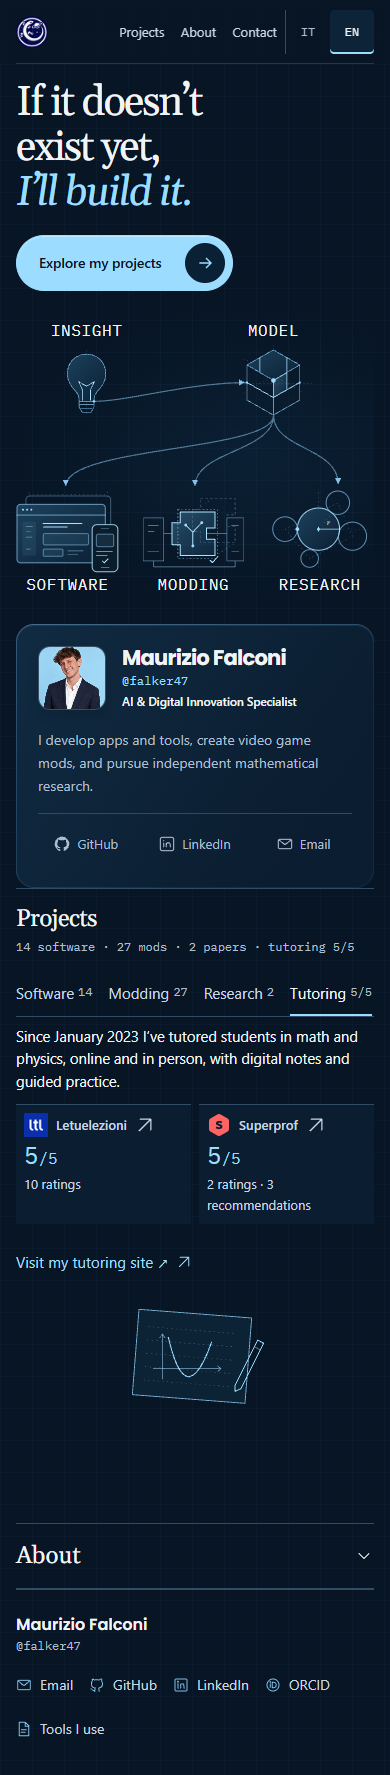 Projects About Contact IT EN
If it doesn't
exist yet,
I'll build it.
Explore my projects
INSIGHT MODEL
SOFTWARE MODDING RESEARCH
Maurizio Falconi
@falker47
AI & Digital Innovation Specialist
I develop apps and tools, create video game
mods, and pursue independent mathematical
research.
GitHub LinkedIn Email
Projects
14 software · 27 mods · 2 papers · tutoring 5/5
Software 14 Modding 27 Research 2 Tutoring 5/5
Since January 2023 I've tutored students in math and
physics, online and in person, with digital notes and
guided practice.
ltl Letuelezioni
5/5
10 ratings
S Superprof
5/5
2 ratings · 3
recommendations
Visit my tutoring site ↗
About
Maurizio Falconi
@falker47
Email GitHub LinkedIn iD ORCID
Tools I use